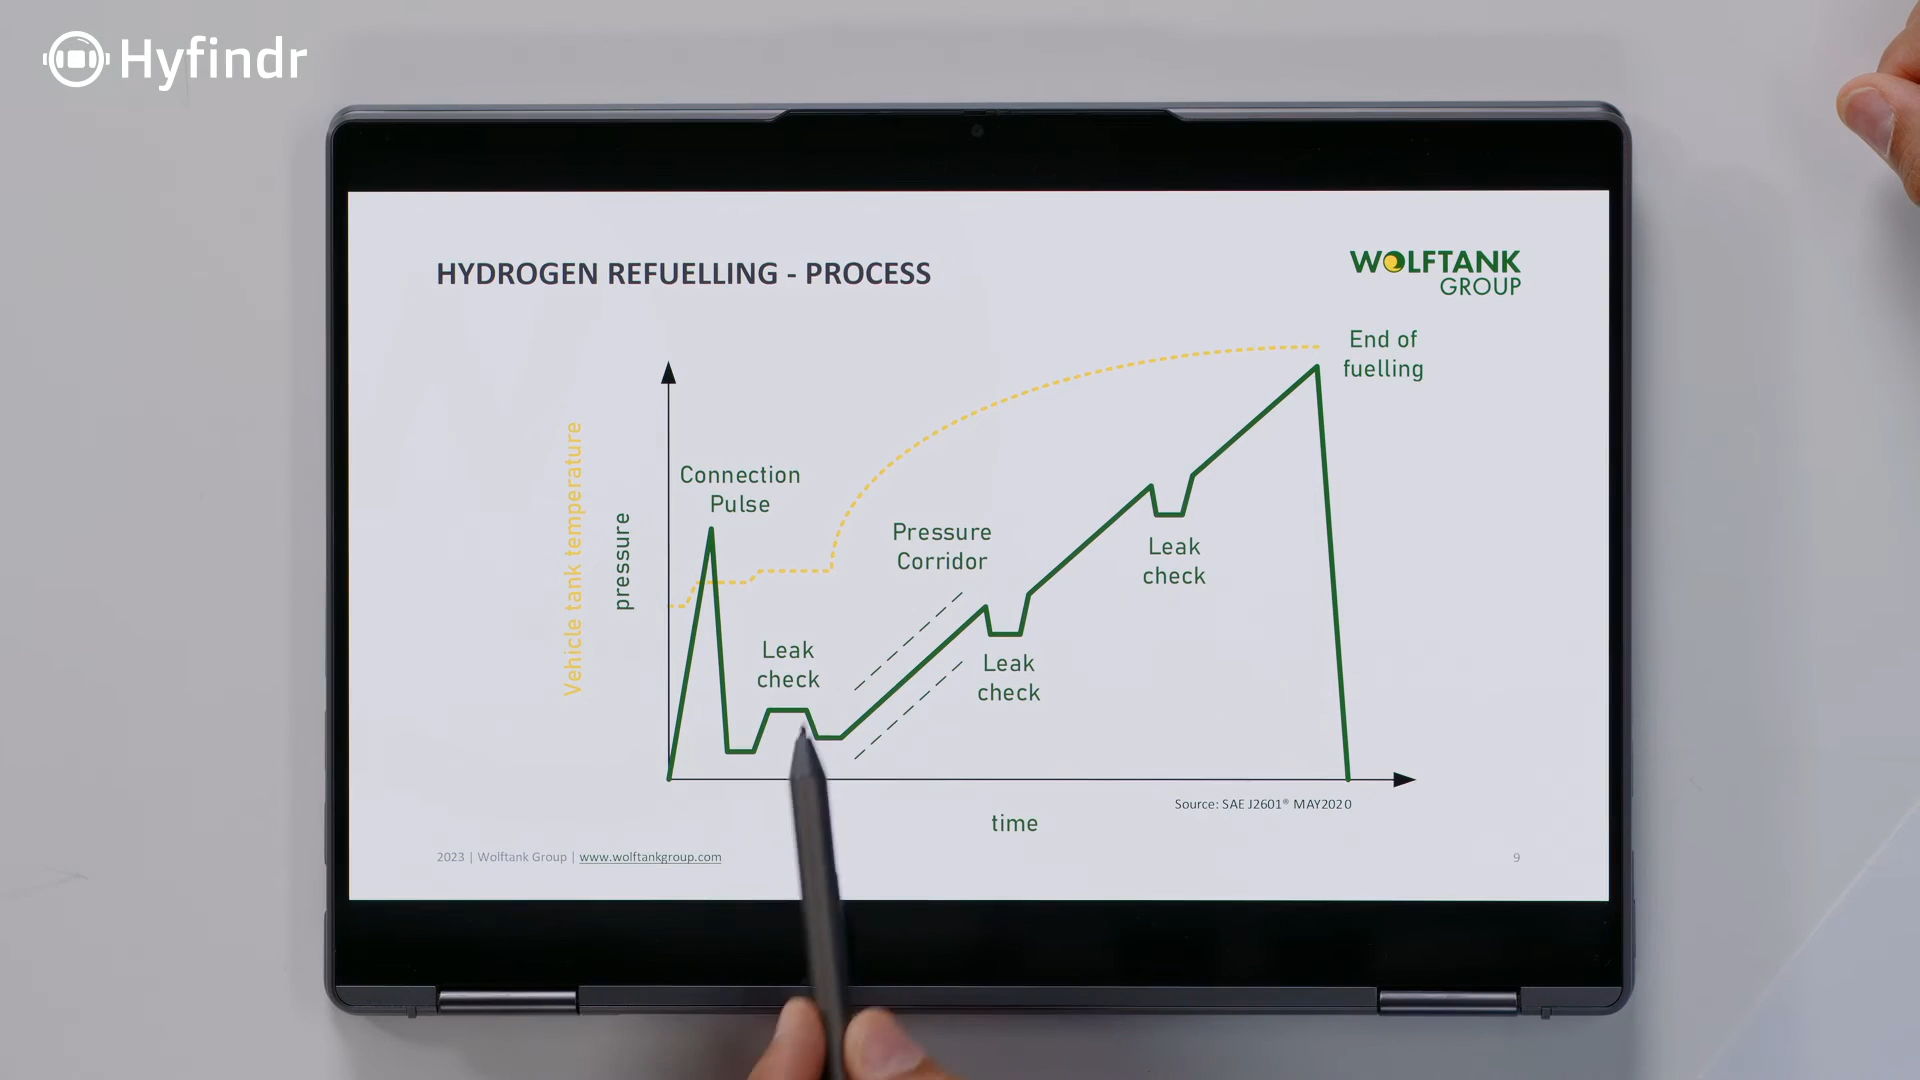 Hyfindr
HYDROGEN REFUELLING - PROCESS
WOLFTANK
GROUP
End of
fuelling
Vehicle tank temperature
pressure
Connection
Pulse
Pressure
Corridor
Leak
check
Leak
check
Leak
check
Source: SAE J2601® MAY2020
time
2023 | Wolftank Group | www.wolftankgroup.com
9